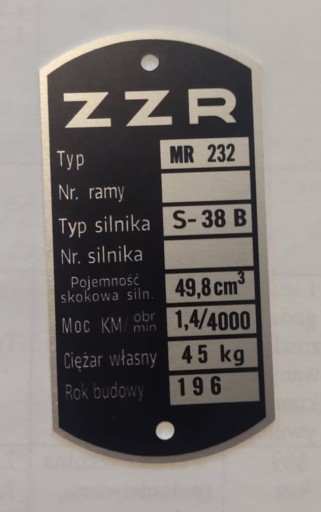 ZZR
Typ MR 232
Nr. ramy
Typ silnika S-38 B
Nr. silnika
Pojemność
skokowa siln. 49,8cm³
Moc KM/obr min 1,4/4000
Ciężar własny 45 kg
Rok budowy 196